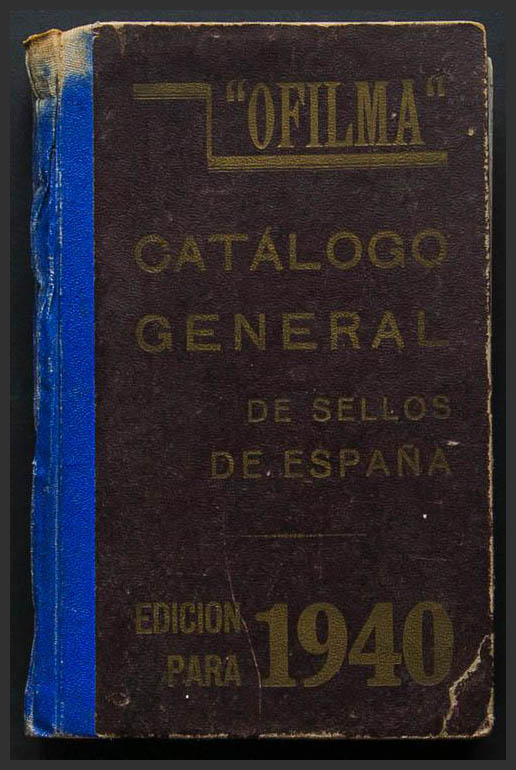 "OFILMA"
CATÁLOGO
GENERAL
DE SELLOS
DE ESPAÑA
EDICION
PARA 1940